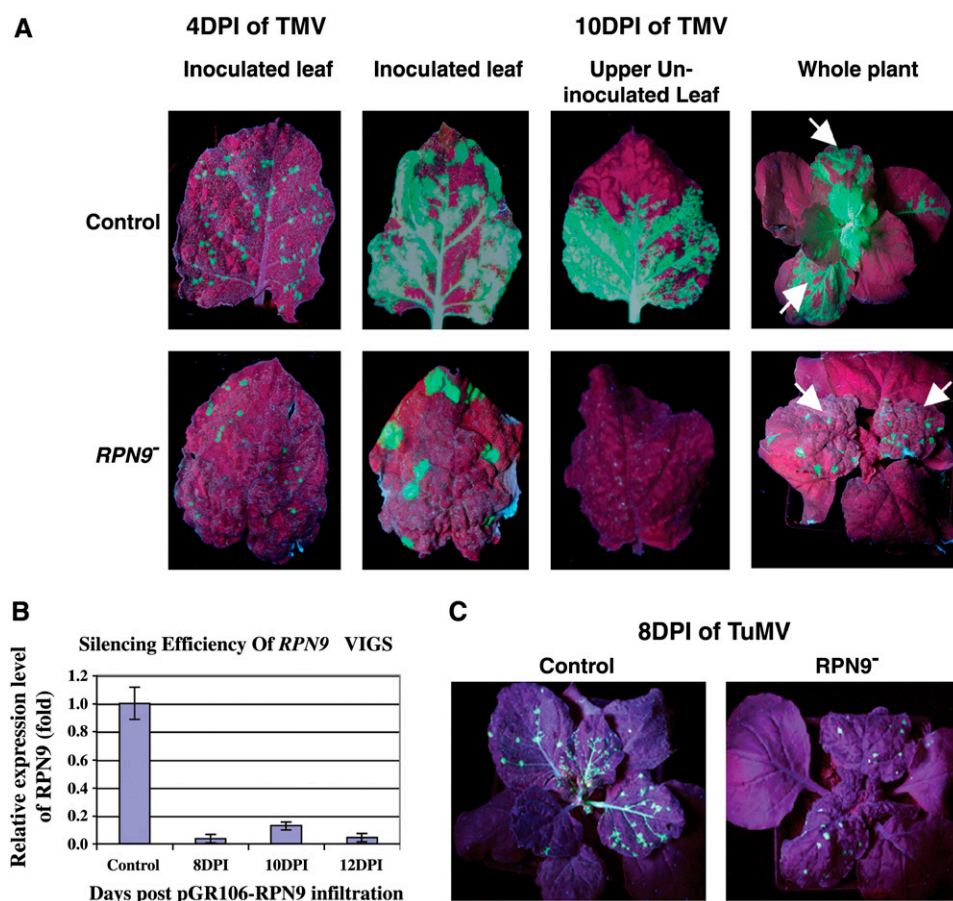 A
4DPI of TMV
10DPI of TMV
Inoculated leaf
Inoculated leaf
Upper Un-
inoculated Leaf
Whole plant
Control
RPN9-
B
Silencing Efficiency Of RPN9 VIGS
Relative expression level
of RPN9 (fold)
1.2
1.0
0.8
0.6
0.4
0.2
0.0
Control
8DPI
10DPI
12DPI
Days post pGR106-RPN9 infiltration
C
8DPI of TuMV
Control
RPN9-